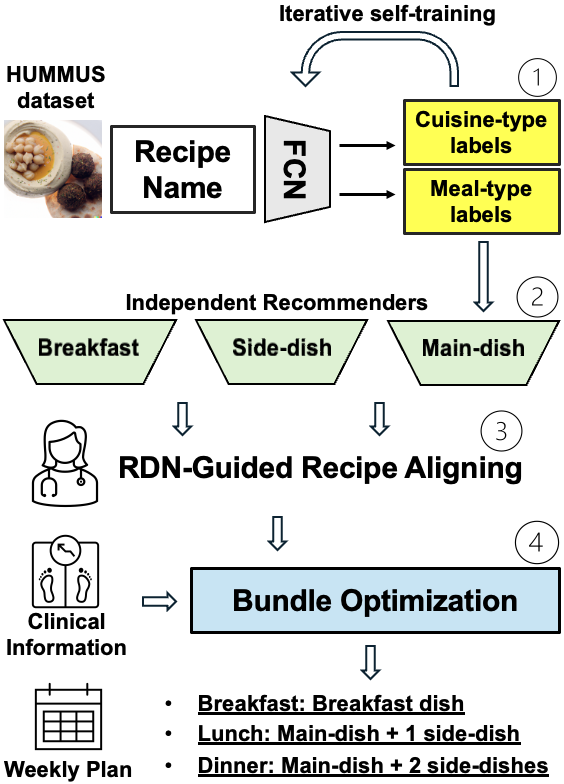 Iterative self-training
HUMMUS
dataset
1
Recipe
Name
FCN
Cuisine-type
labels
Meal-type
labels
Independent Recommenders
2
Breakfast
Side-dish
Main-dish
3
RDN-Guided Recipe Aligning
4
Bundle Optimization
Clinical
Information
Weekly Plan
• Breakfast: Breakfast dish
• Lunch: Main-dish + 1 side-dish
• Dinner: Main-dish + 2 side-dishes